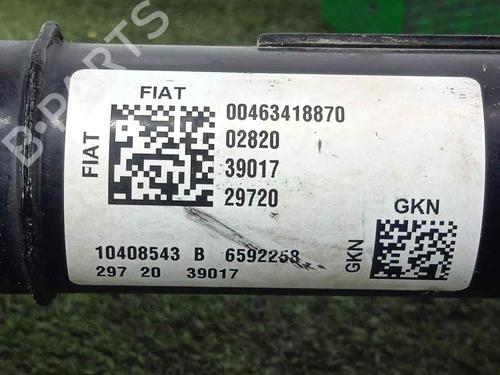 B-PARTS
FIAT
FIAT
00463418870
02820
39017
29720
GKN
GKN
10408543 B 6592258
297 20 39017